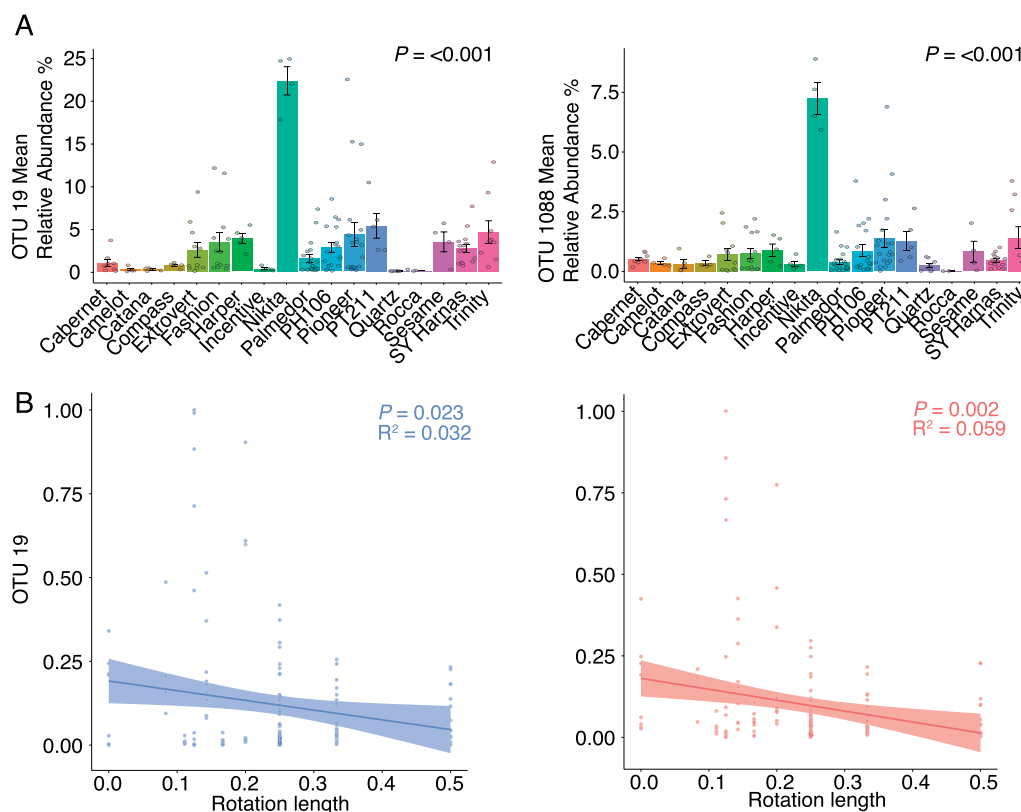 A
OTU 19 Mean
Relative Abundance %
25
20
15
10
5
0
P = <0.001
Cabernet
Camelot
Catana
Compass
Extrovert
Fashion
Harper
Incentive
Nikita
Palmedor
PH106
Pioneer
PT211
Quartz
Rocca
Sesame
SY Harnas
Trinity
OTU 1088 Mean
Relative Abundance %
7.5
5.0
2.5
0.0
P = <0.001
Cabernet
Camelot
Catana
Compass
Extrovert
Fashion
Harper
Incentive
Nikita
Palmedor
PH106
Pioneer
PT211
Quartz
Rocca
Sesame
SY Harnas
Trinity
B
OTU 19
1.00
0.75
0.50
0.25
0.00
P = 0.023
R² = 0.032
0.0 0.1 0.2 0.3 0.4 0.5
Rotation length
1.00
0.75
0.50
0.25
0.00
P = 0.002
R² = 0.059
0.0 0.1 0.2 0.3 0.4 0.5
Rotation length